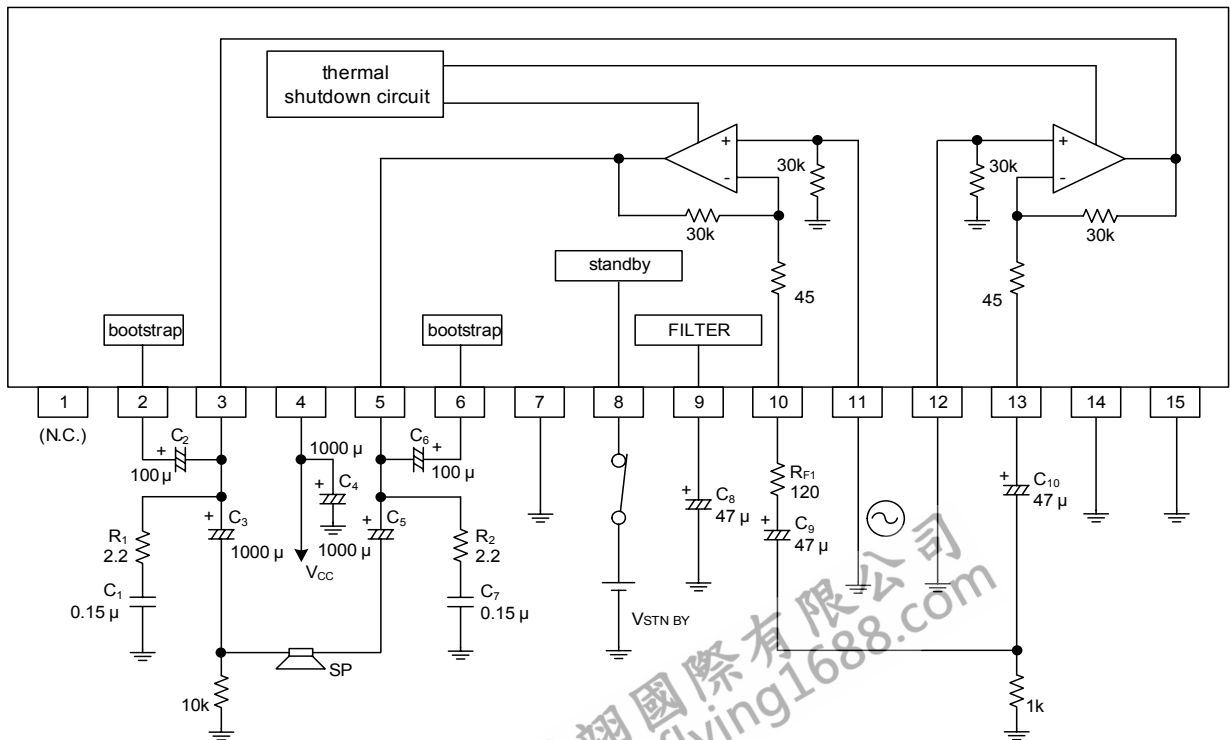 thermal
shutdown circuit
+
-
30k
30k
45
+
-
30k
30k
45
standby
bootstrap
bootstrap
FILTER
1
2
3
4
5
6
7
8
9
10
11
12
13
14
15
(N.C.)
+
C2
100 μ
1000 μ
+
C4
C6
+
100 μ
R1
2.2
+
C3
1000 μ
VCC
+
C5
1000 μ
R2
2.2
C1
0.15 μ
C7
0.15 μ
SP
10k
VSTN BY
+
C8
47 μ
RF1
120
+
C9
47 μ
+
C10
47 μ
1k
翔國際有限公司
flying1688.com